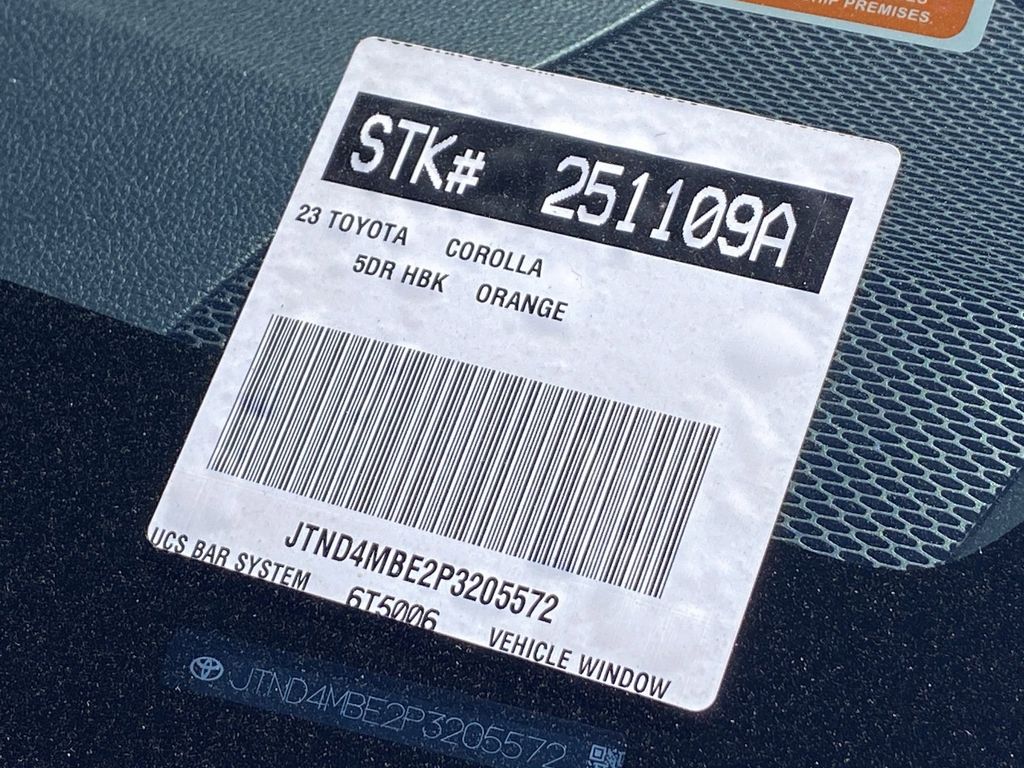 PREMISES.
STK# 251109A
23 TOYOTA COROLLA
5DR HBK ORANGE
JTND4MBE2P3205572
UCS BAR SYSTEM 6T5006 VEHICLE WINDOW
JTND4MBE2P3205572